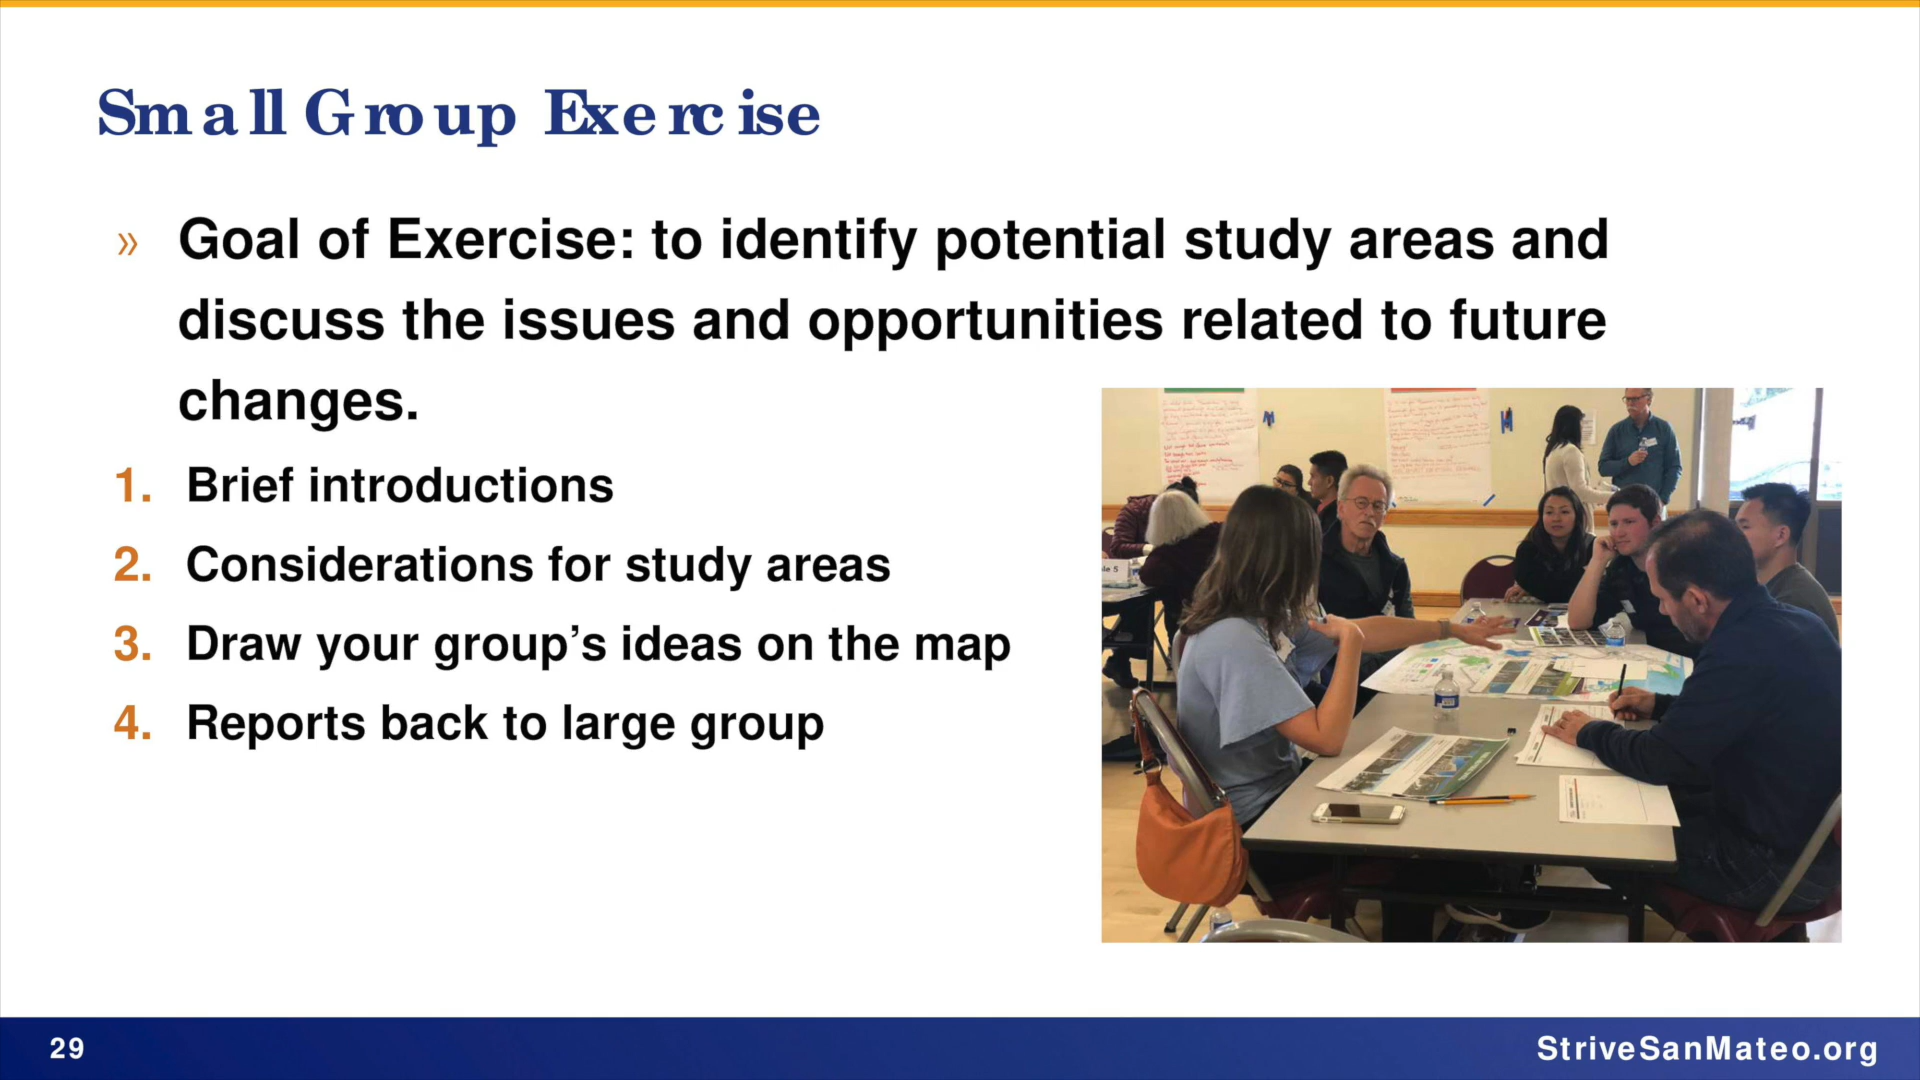 Small Group Exercise
» Goal of Exercise: to identify potential study areas and
discuss the issues and opportunities related to future
changes.
1. Brief introductions
2. Considerations for study areas
3. Draw your group’s ideas on the map
4. Reports back to large group
29
StriveSanMateo.org